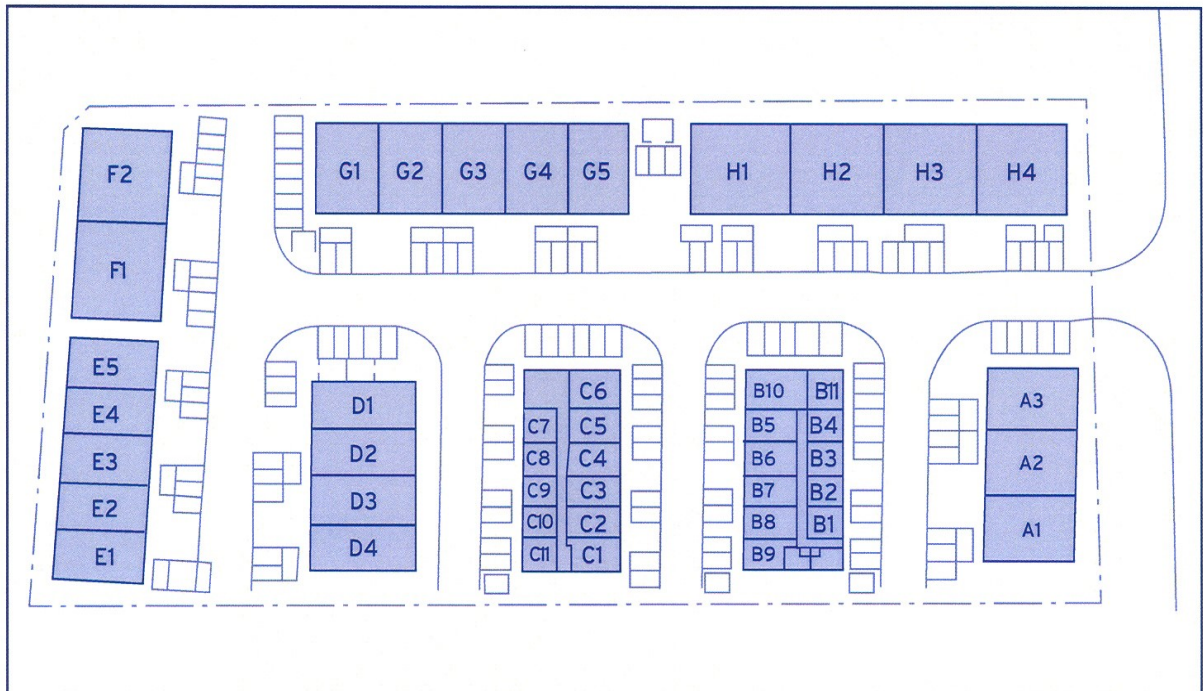 F2
F1
E5
E4
E3
E2
E1
G1 G2 G3 G4 G5
H1 H2 H3 H4
D1
D2
D3
D4
C6
C7 C5
C8 C4
C9 C3
C10 C2
C11 C1
B10 B11
B5 B4
B6 B3
B7 B2
B8 B1
B9
A3
A2
A1